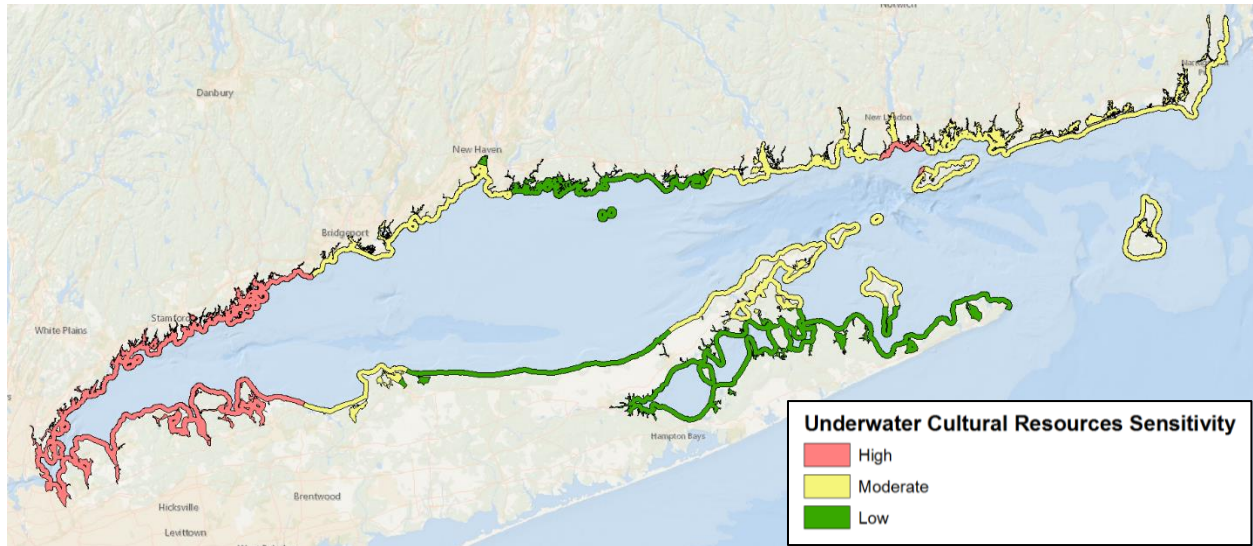 Norwich
Danbury
New Haven
New London
Bridgeport
Stamford
White Plains
Hampton Bays
Underwater Cultural Resources Sensitivity
High
Moderate
Low
Brentwood
Hicksville
Levittown